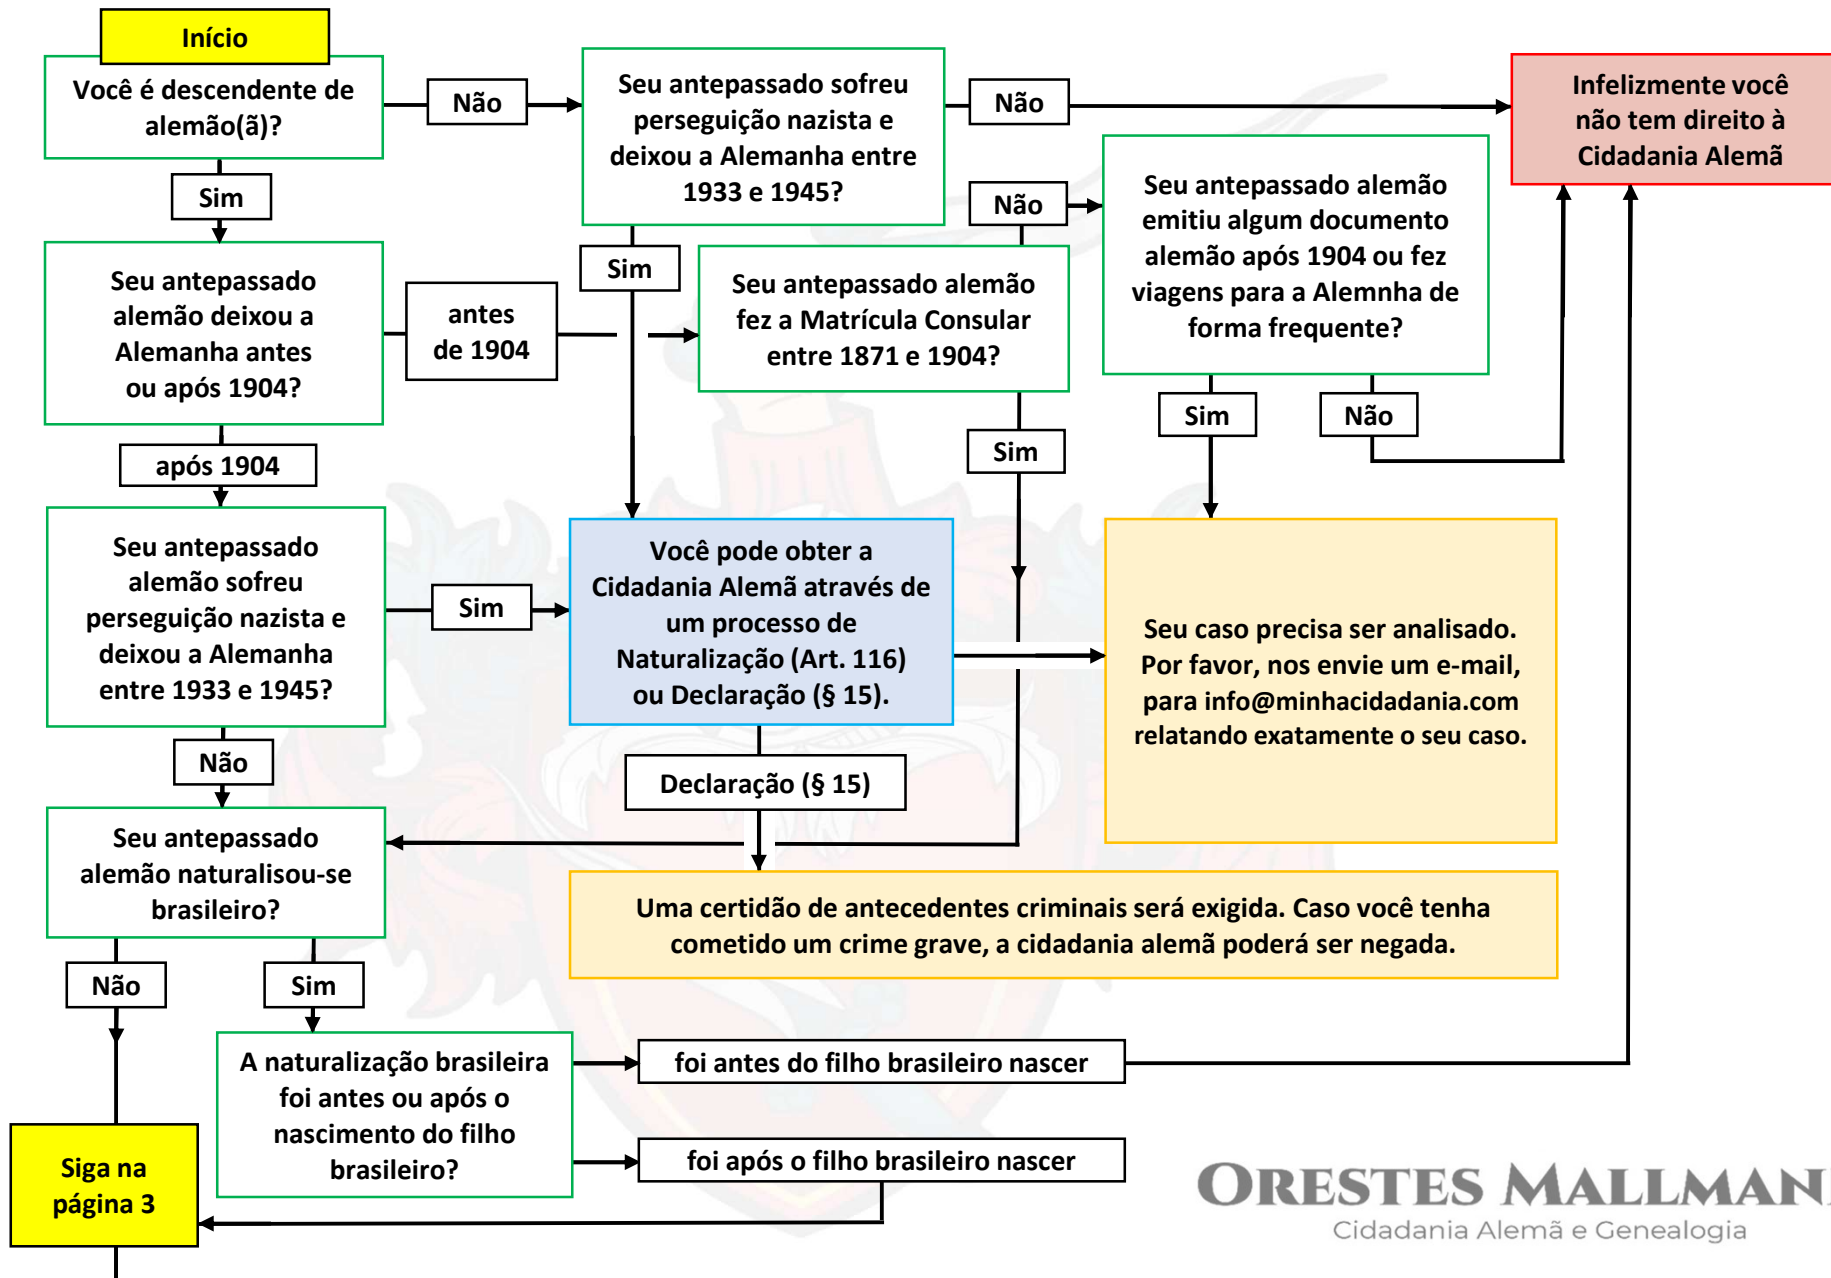 Início
Você é descendente de
alemão(ã)?
Não
Seu antepassado sofreu
perseguição nazista e
deixou a Alemanha entre
1933 e 1945?
Não
Infelizmente você
não tem direito à
Cidadania Alemã
Sim
Sim
Não
Seu antepassado alemão
emitiu algum documento
alemão após 1904 ou fez
viagens para a Alemnha de
forma frequente?
Seu antepassado
alemão deixou a
Alemanha antes
ou após 1904?
antes
de 1904
Seu antepassado alemão
fez a Matrícula Consular
entre 1871 e 1904?
Sim
Sim
Não
após 1904
Seu antepassado
alemão sofreu
perseguição nazista e
deixou a Alemanha
entre 1933 e 1945?
Sim
Você pode obter a
Cidadania Alemã através de
um processo de
Naturalização (Art. 116)
ou Declaração (§ 15).
Seu caso precisa ser analisado.
Por favor, nos envie um e-mail,
para info@minhacidadania.com
relatando exatamente o seu caso.
Não
Declaração (§ 15)
Seu antepassado
alemão naturalisou-se
brasileiro?
Uma certidão de antecedentes criminais será exigida. Caso você tenha
cometido um crime grave, a cidadania alemã poderá ser negada.
Não
Sim
A naturalização brasileira
foi antes ou após o
nascimento do filho
brasileiro?
foi antes do filho brasileiro nascer
foi após o filho brasileiro nascer
Siga na
página 3
ORESTES MALLMAN
Cidadania Alemã e Genealogia